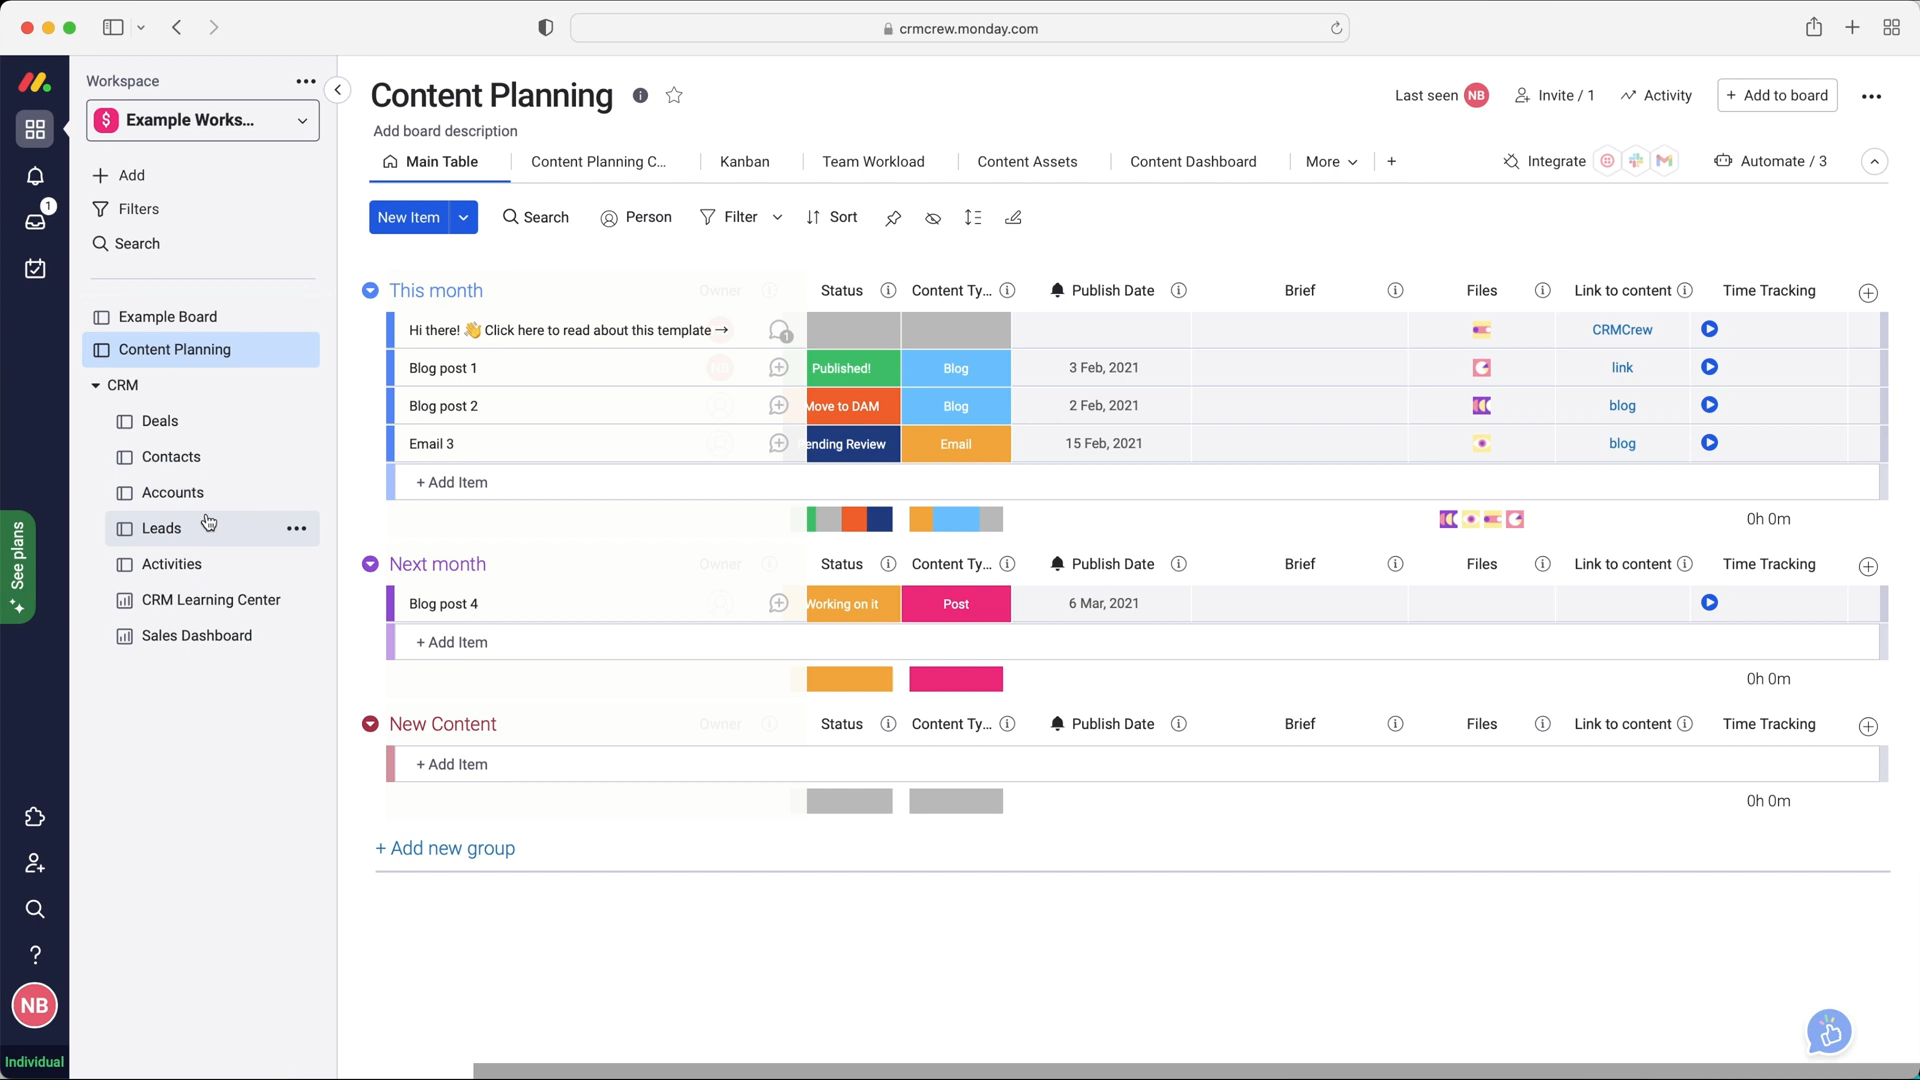 crmcrew.monday.com
Workspace
Example Works...
Add
Filters
Search
Example Board
Content Planning
CRM
Deals
Contacts
Accounts
Leads
Activities
CRM Learning Center
Sales Dashboard
1
See plans
NB
Individual
Content Planning
Last seen NB Invite / 1 Activity + Add to board
Add board description
Main Table Content Planning C... Kanban Team Workload Content Assets Content Dashboard More + Integrate Automate / 3
New Item Search Person Filter Sort
This month Owner Status Content Ty... Publish Date Brief Files Link to content Time Tracking
Hi there! 👋 Click here to read about this template → 1 CRMCrew
Blog post 1 NB Published! Blog 3 Feb, 2021 link
Blog post 2 Move to DAM Blog 2 Feb, 2021 blog
Email 3 ending Review Email 15 Feb, 2021 blog
+ Add Item
0h 0m
Next month Owner Status Content Ty... Publish Date Brief Files Link to content Time Tracking
Blog post 4 Working on it Post 6 Mar, 2021
+ Add Item
0h 0m
New Content Owner Status Content Ty... Publish Date Brief Files Link to content Time Tracking
+ Add Item
0h 0m
+ Add new group